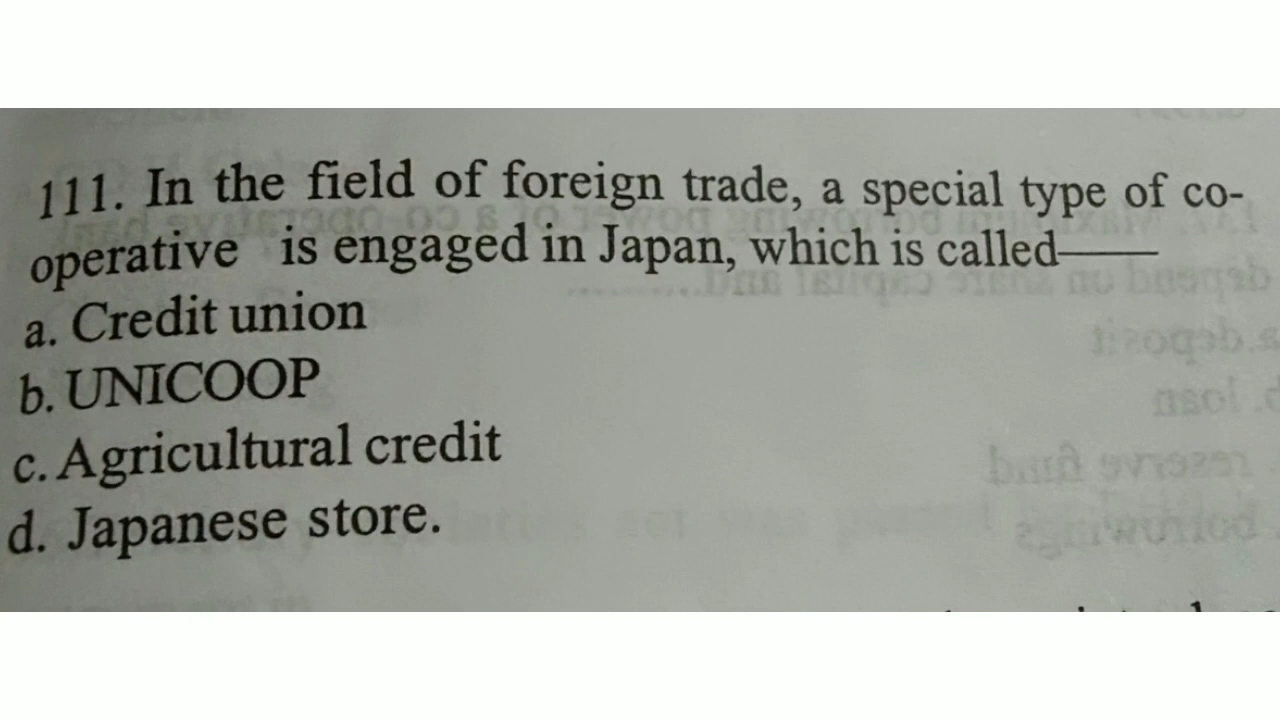 111. In the field of foreign trade, a special type of co-
operative is engaged in Japan, which is called——
a. Credit union
b. UNICOOP
c. Agricultural credit
d. Japanese store.